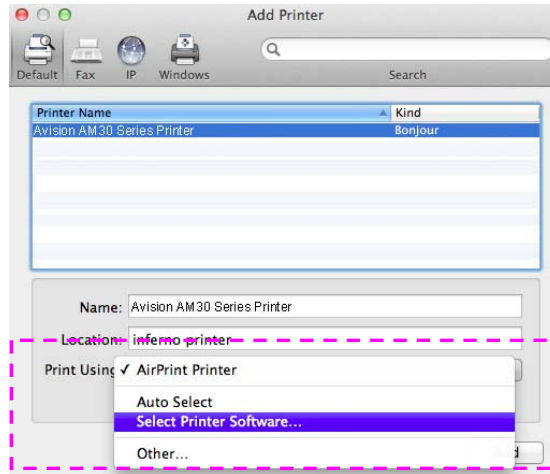 Add Printer
Default Fax IP Windows Search
Printer Name Kind
Avision AM30 Series Printer Bonjour
Name: Avision AM30 Series Printer
Location: inferno printer
Print Using ✓ AirPrint Printer
Auto Select
Select Printer Software...
Other...